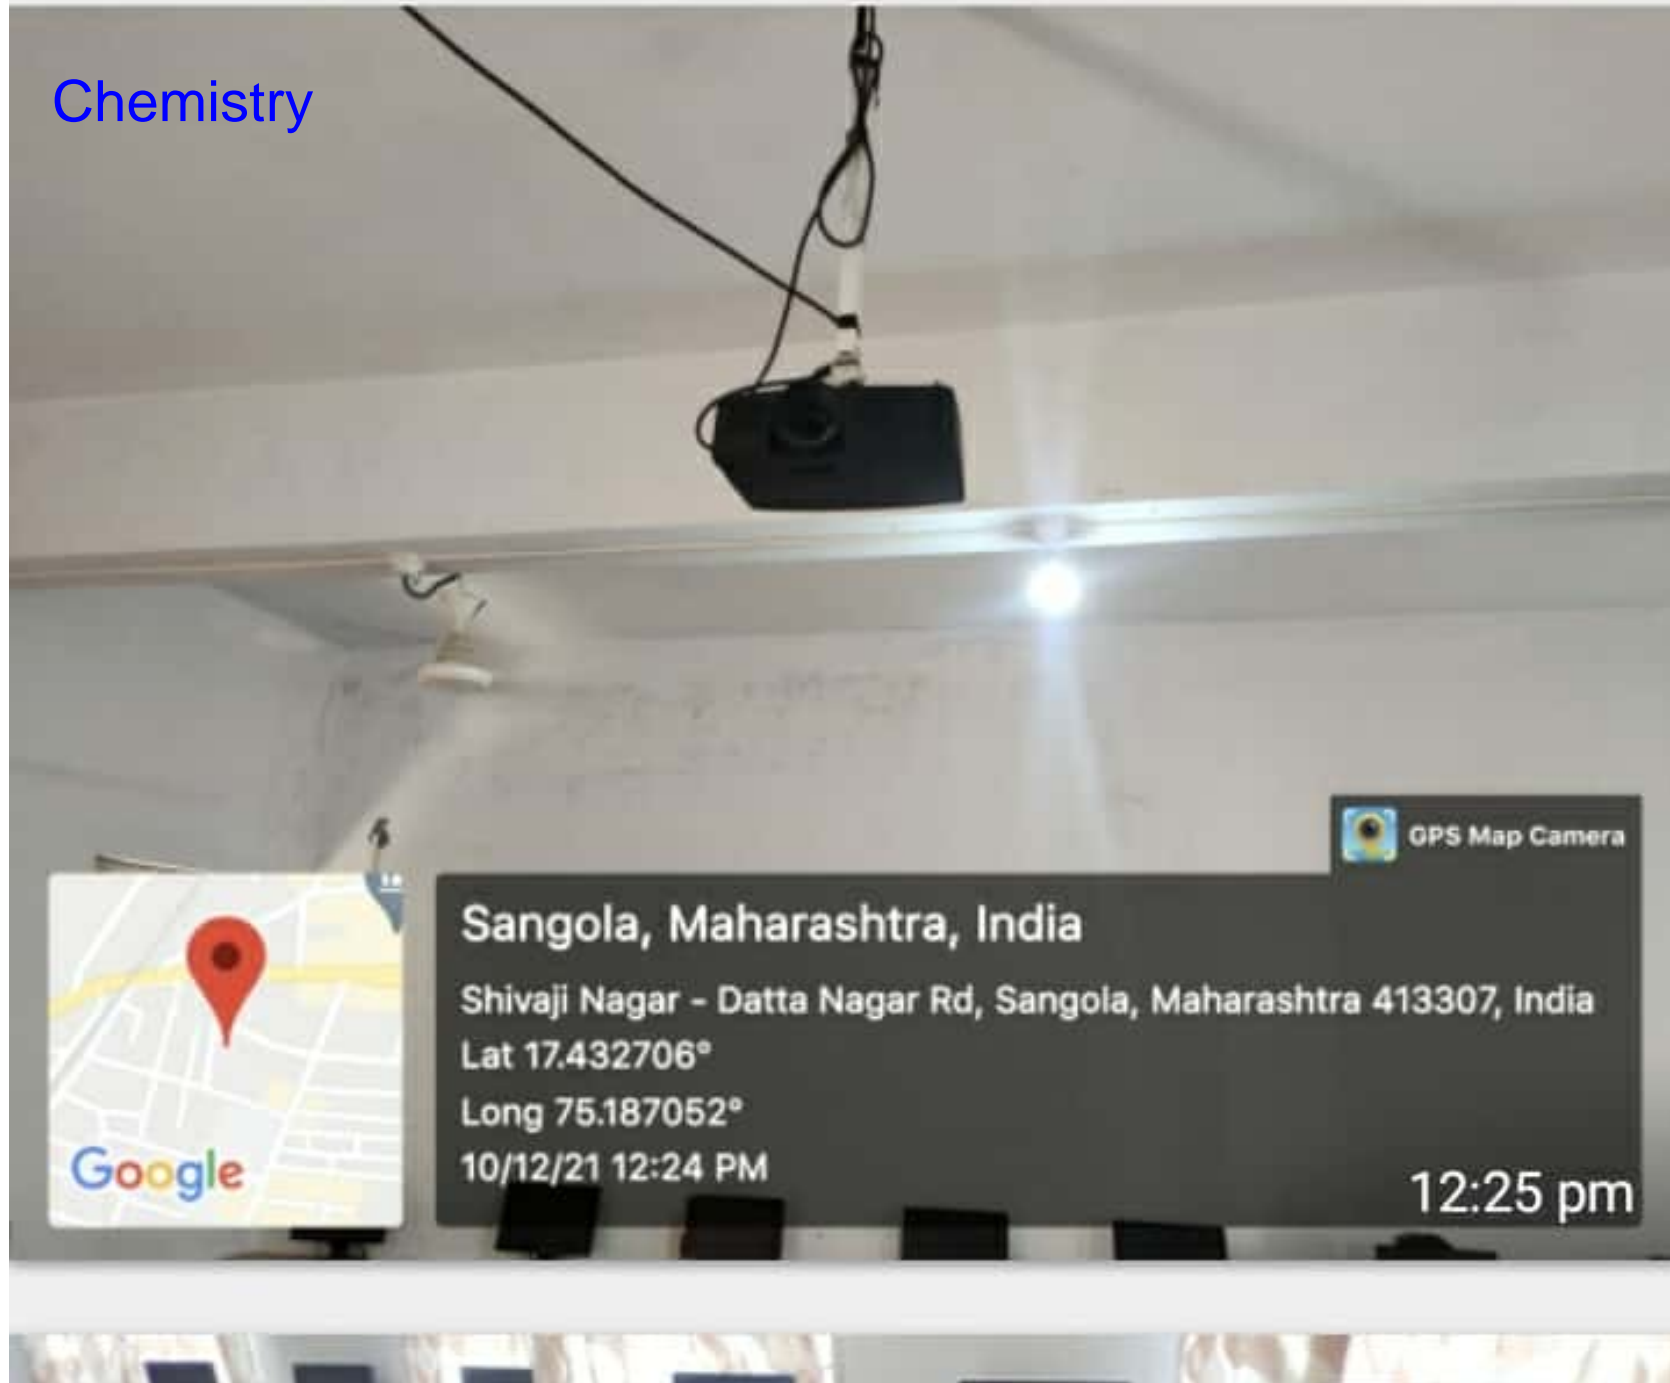 Chemistry
GPS Map Camera
Sangola, Maharashtra, India
Shivaji Nagar - Datta Nagar Rd, Sangola, Maharashtra 413307, India
Lat 17.432706°
Long 75.187052°
10/12/21 12:24 PM
12:25 pm
Google